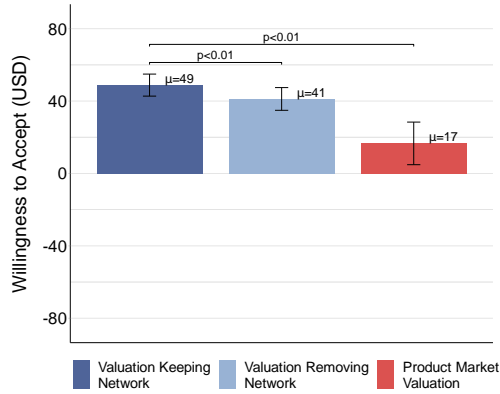 80
40
0
-40
-80
Willingness to Accept (USD)
p<0.01
p<0.01
μ=49
μ=41
μ=17
Valuation Keeping
Network
Valuation Removing
Network
Product Market
Valuation